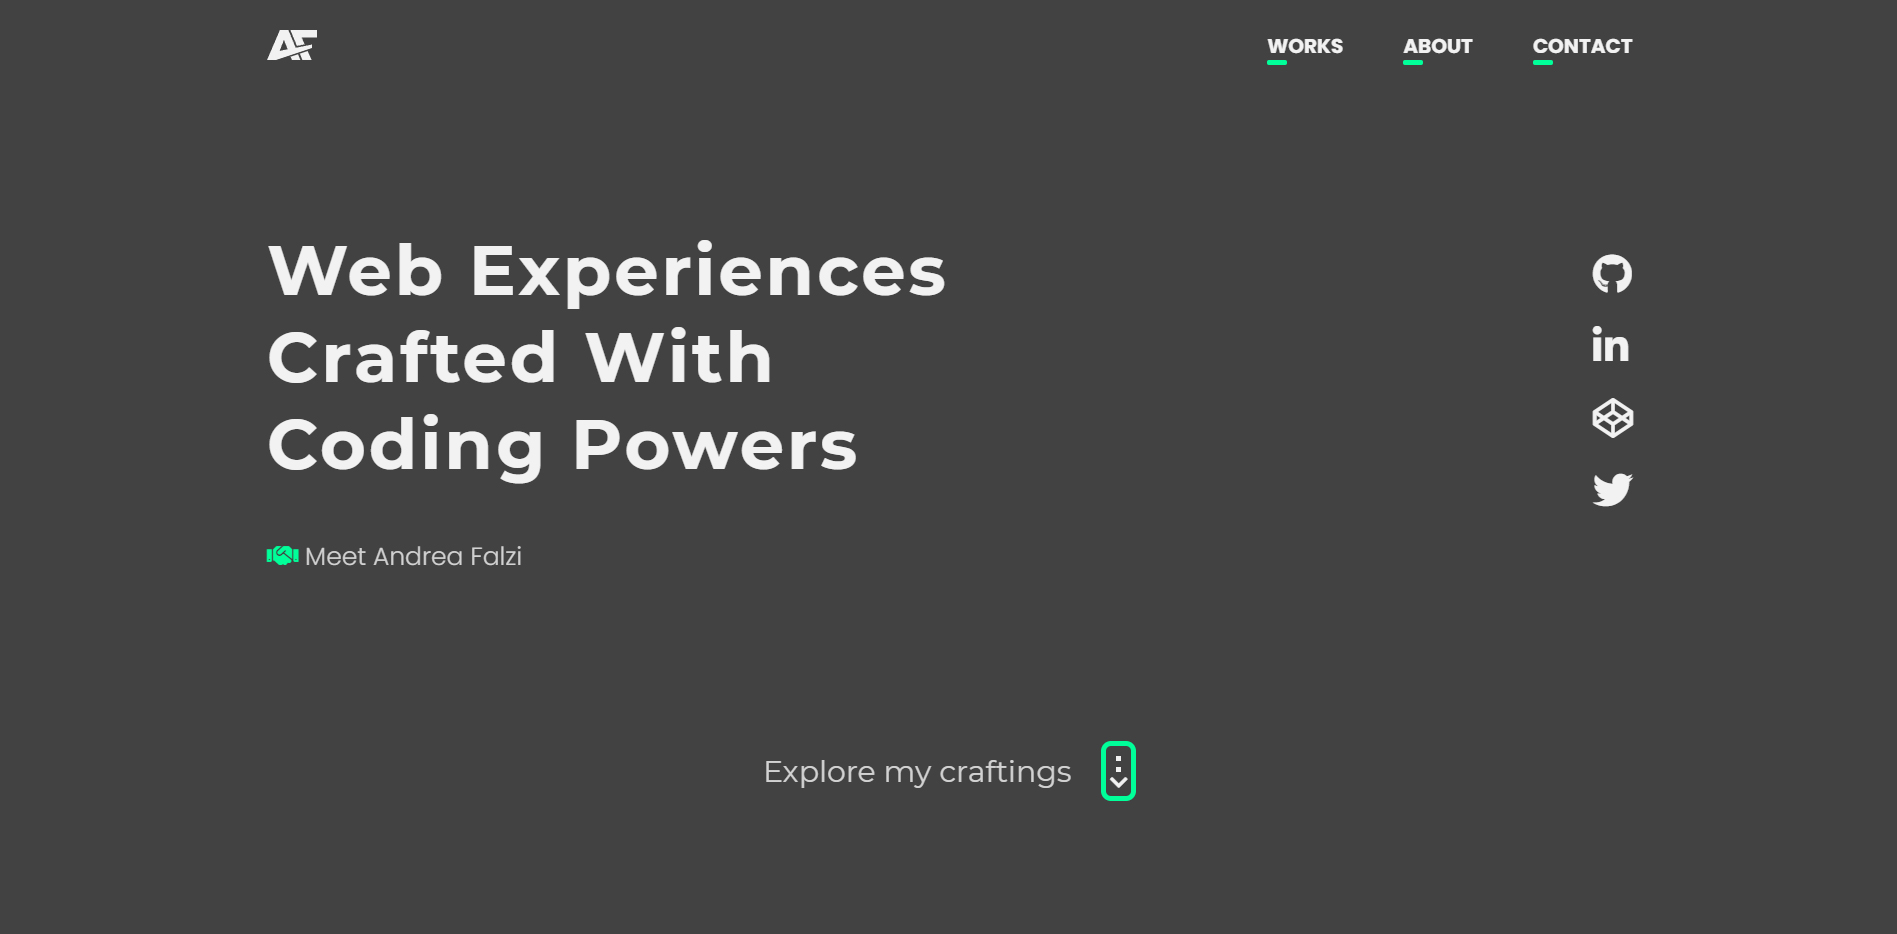 AF
WORKS
ABOUT
CONTACT
Web Experiences
Crafted With
Coding Powers
in
Meet Andrea Falzi
Explore my craftings